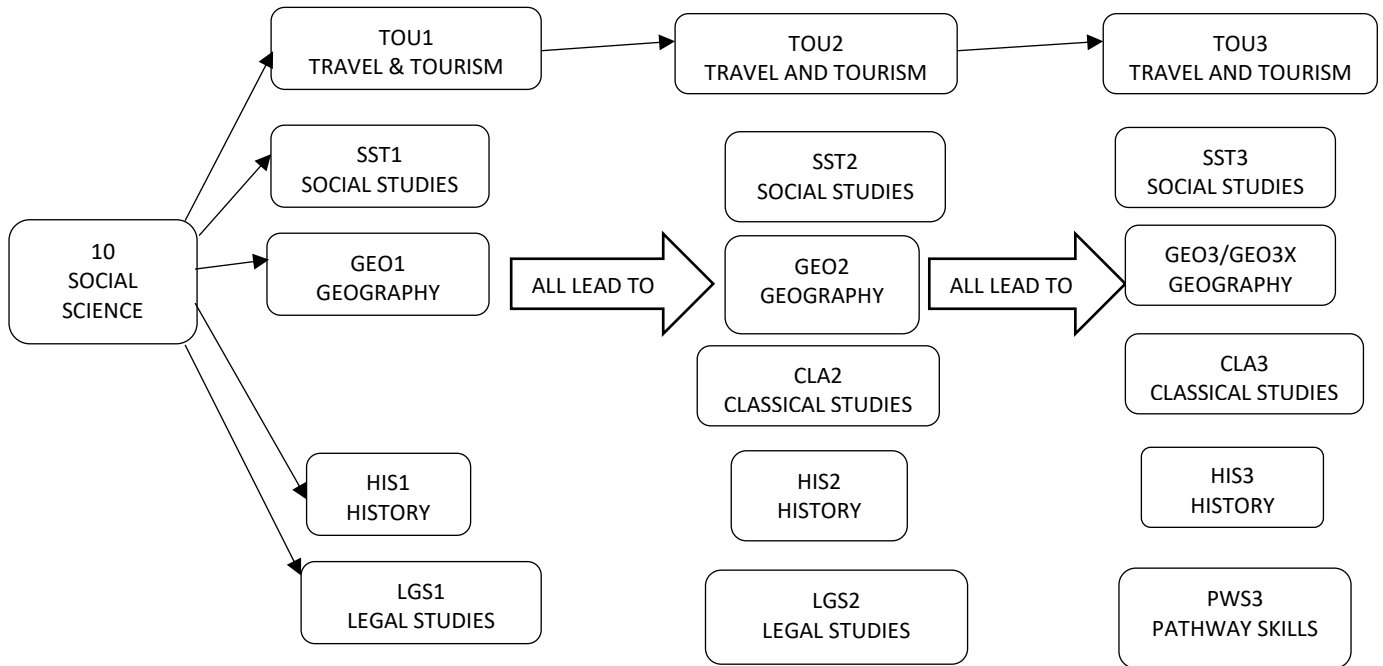 TOU1
TRAVEL & TOURISM
TOU2
TRAVEL AND TOURISM
TOU3
TRAVEL AND TOURISM
SST1
SOCIAL STUDIES
SST2
SOCIAL STUDIES
SST3
SOCIAL STUDIES
10
SOCIAL
SCIENCE
GEO1
GEOGRAPHY
ALL LEAD TO
GEO2
GEOGRAPHY
ALL LEAD TO
GEO3/GEO3X
GEOGRAPHY
CLA2
CLASSICAL STUDIES
CLA3
CLASSICAL STUDIES
HIS1
HISTORY
HIS2
HISTORY
HIS3
HISTORY
LGS1
LEGAL STUDIES
LGS2
LEGAL STUDIES
PWS3
PATHWAY SKILLS